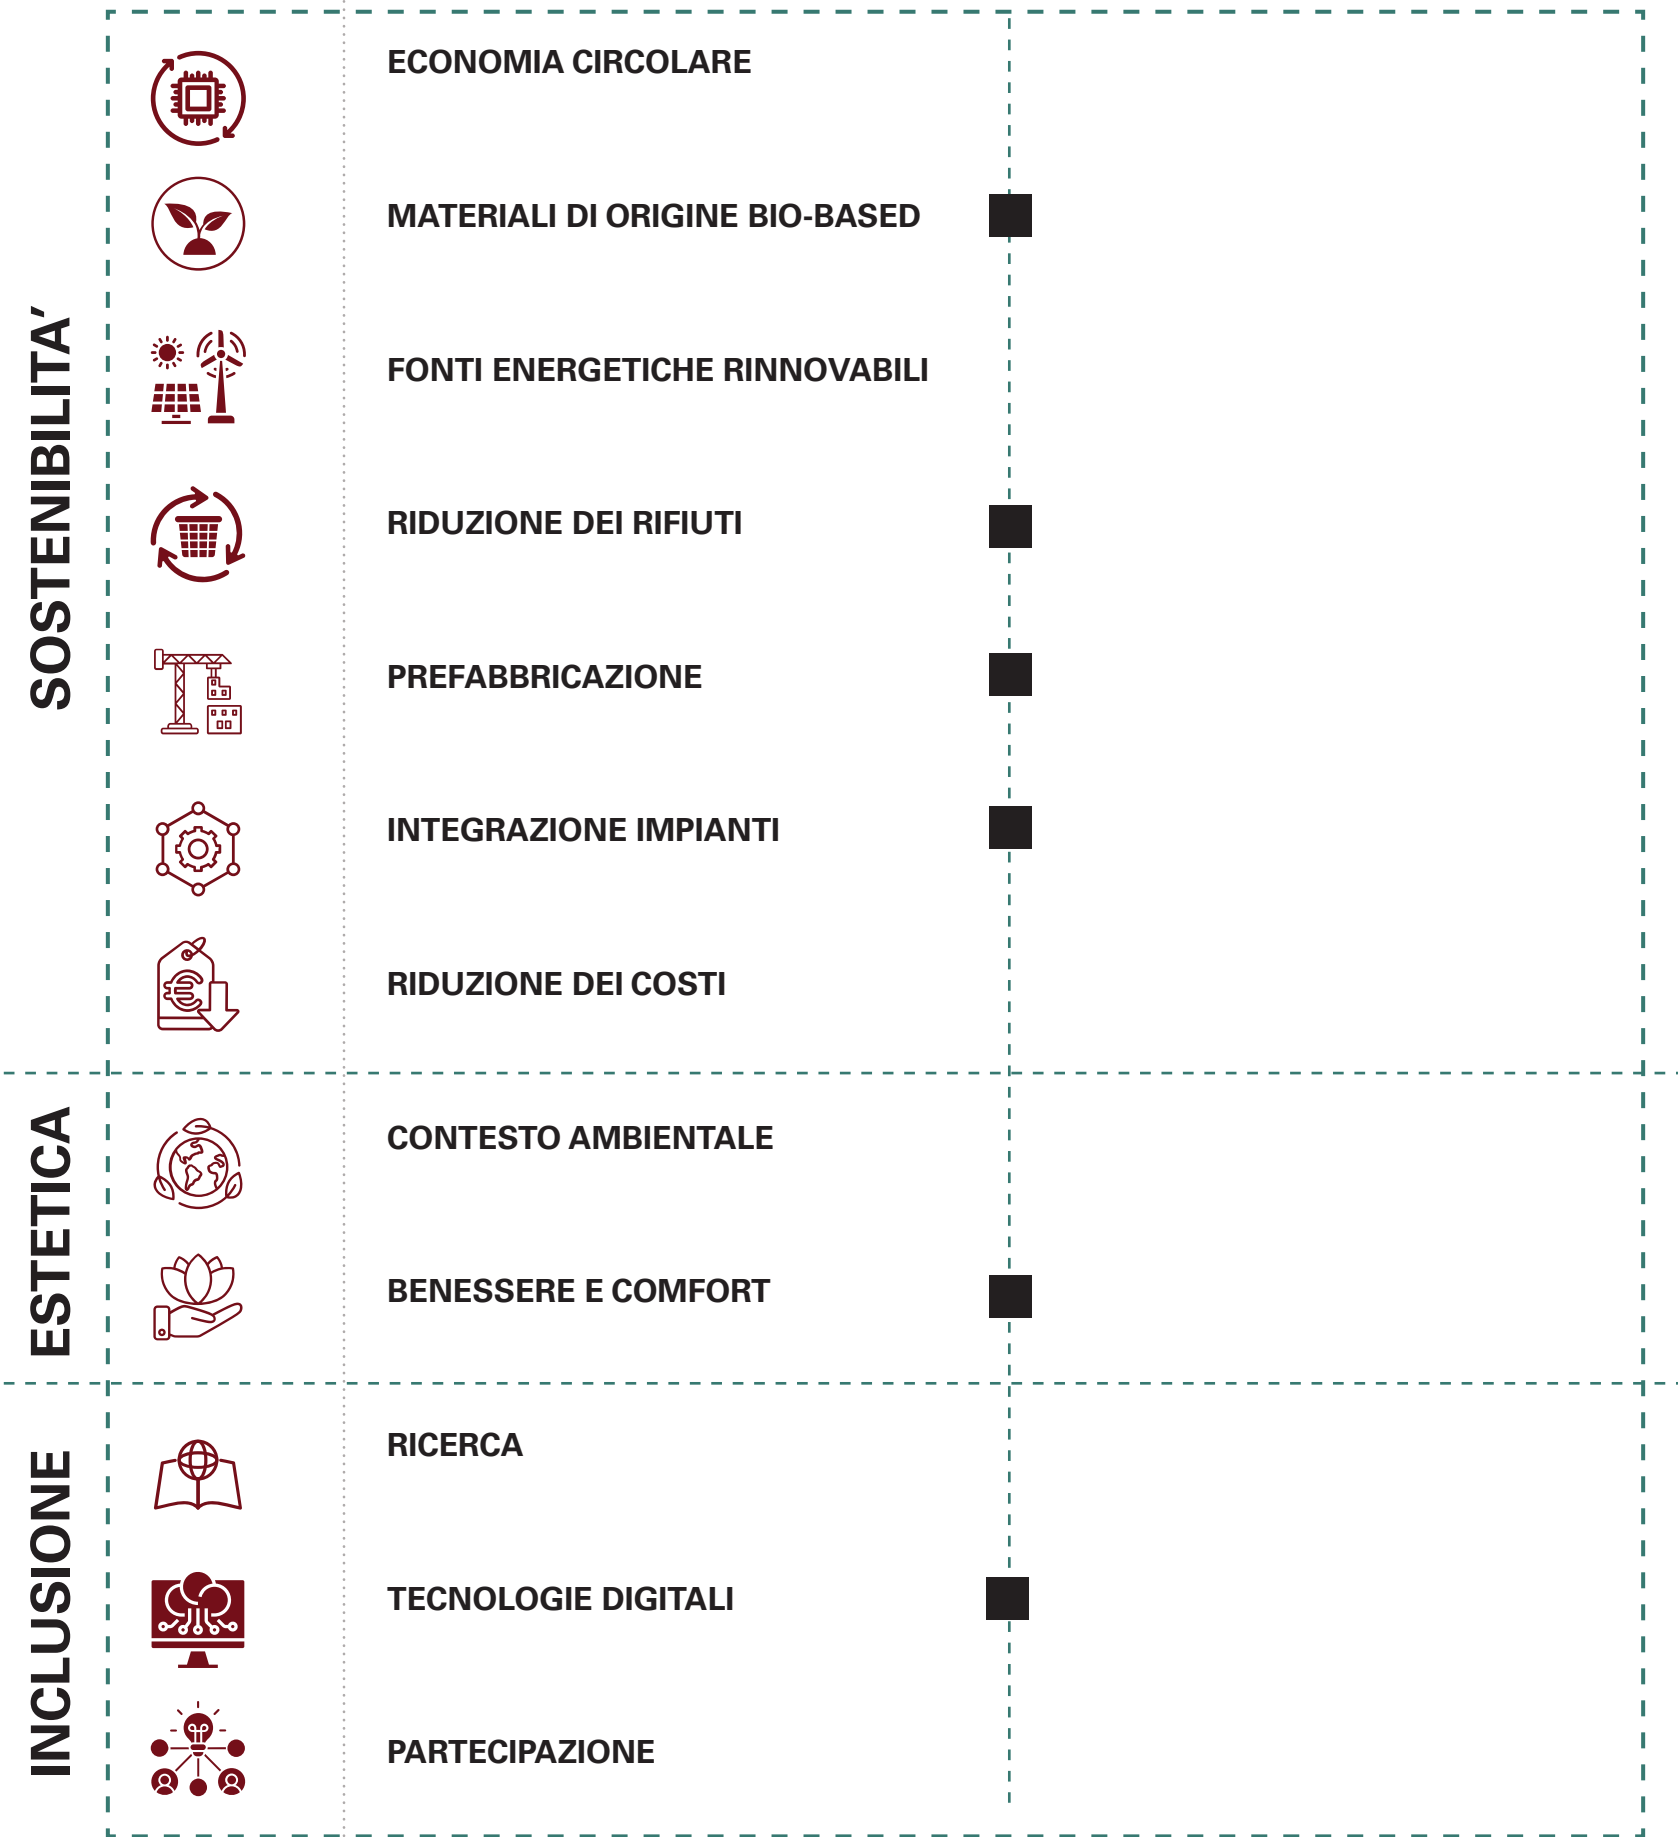 SOSTENIBILITA’
ECONOMIA CIRCOLARE
MATERIALI DI ORIGINE BIO-BASED
FONTI ENERGETICHE RINNOVABILI
RIDUZIONE DEI RIFIUTI
PREFABBRICAZIONE
INTEGRAZIONE IMPIANTI
RIDUZIONE DEI COSTI
ESTETICA
CONTESTO AMBIENTALE
BENESSERE E COMFORT
INCLUSIONE
RICERCA
TECNOLOGIE DIGITALI
PARTECIPAZIONE